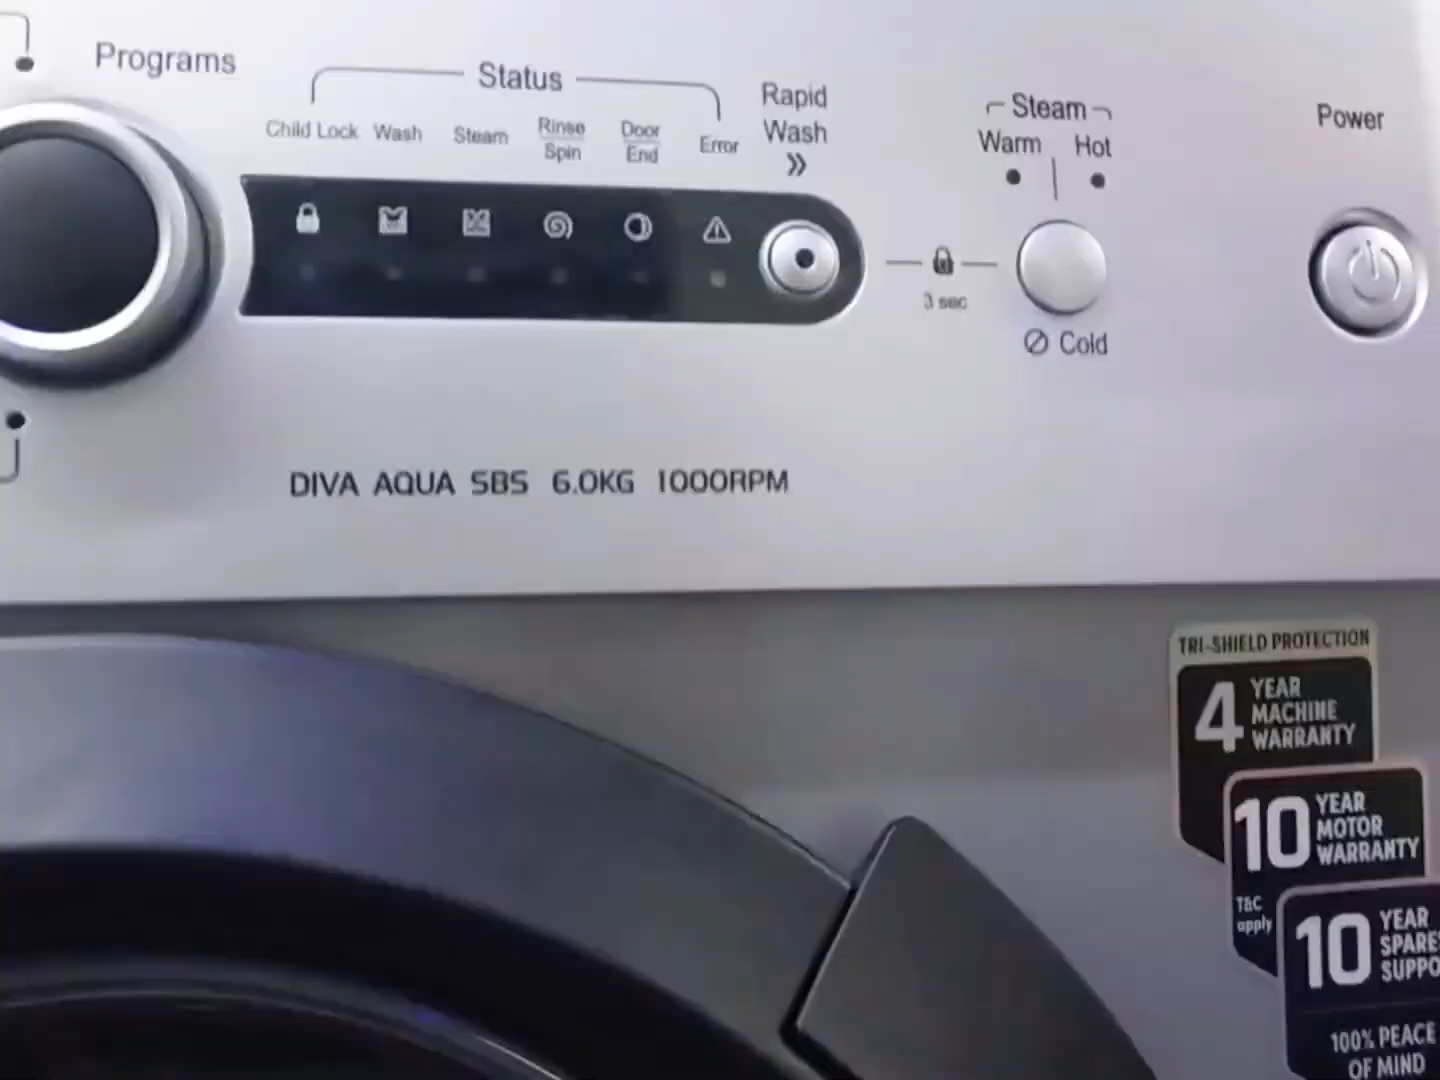 Programs
Status
Child Lock
Wash
Steam
Rinse
Spin
Door
End
Error
Rapid
Wash
Steam
Warm
Hot
3 sec
Cold
Power
DIVA AQUA SBS 6.0KG 1000RPM
TRI-SHIELD PROTECTION
4 YEAR
MACHINE
WARRANTY
10 YEAR
MOTOR
WARRANTY
T&C
apply
10 YEAR
SPARES
SUPPO
100% PEACE
OF MIND